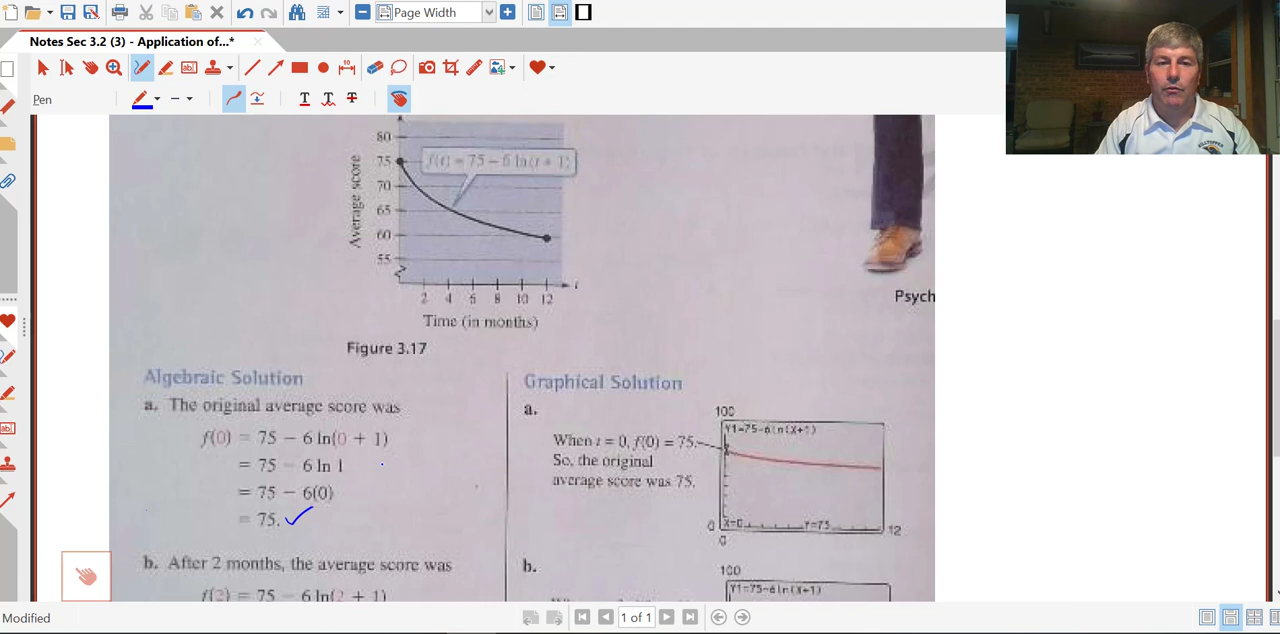 Page Width
Notes Sec 3.2 (3) - Application of...*
Pen
T T T
80
75
70
65
60
55
Average score
f(t) = 75 − 6 ln(t + 1)
2 4 6 8 10 12
t
Time (in months)
Figure 3.17
Psych
Algebraic Solution
a. The original average score was
f(0) = 75 − 6 ln(0 + 1)
= 75 − 6 ln 1
= 75 − 6(0)
= 75.
b. After 2 months, the average score was
f(2) = 75 − 6 ln(2 + 1)
Graphical Solution
a.
When t = 0, f(0) = 75.
So, the original
average score was 75.
100
Y1=75-6ln(X+1)
X=0 Y=75
0
0
12
b.
100
Y1=75-6ln(X+1)
Modified
1 of 1